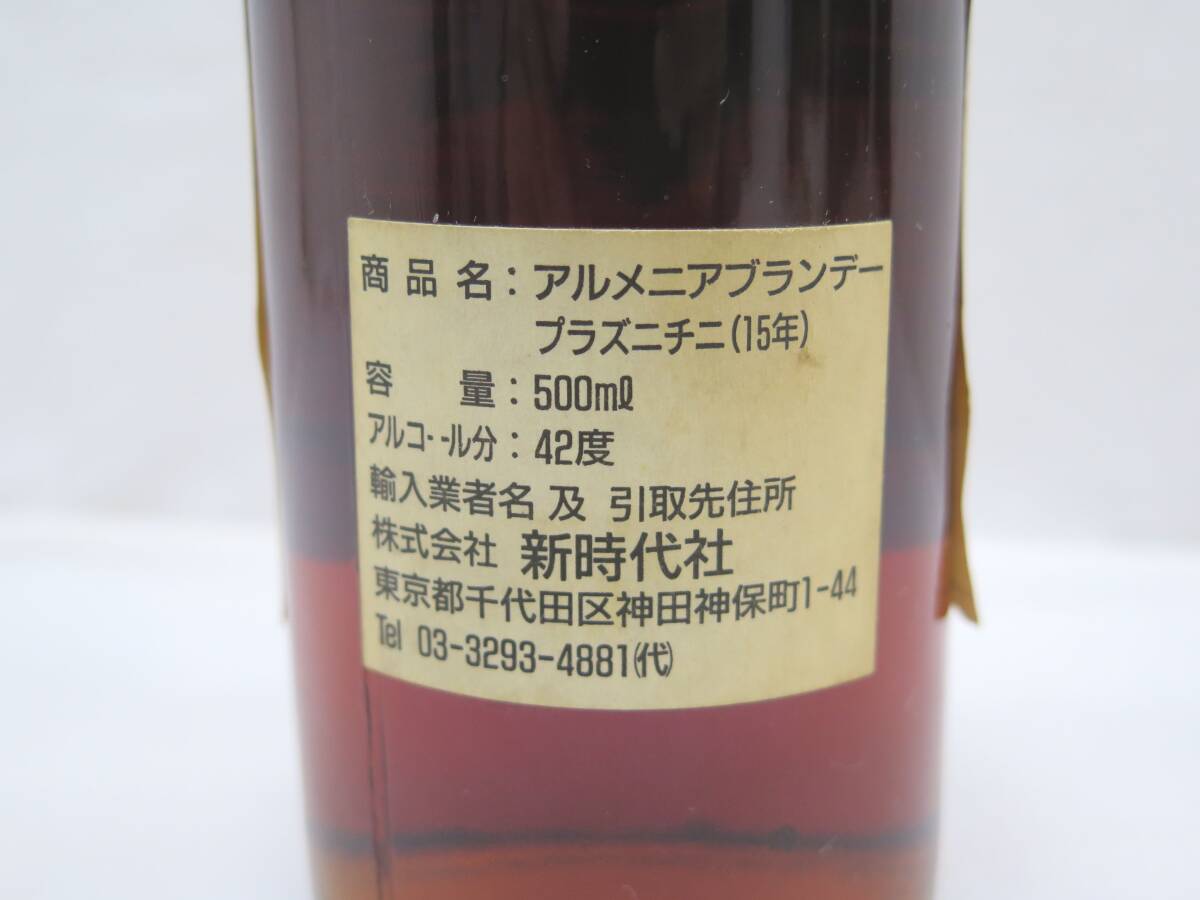 商品名：アルメニアブランデー
プラズニチニ(15年)
容量：500mℓ
アルコール分：42度
輸入業者名 及 引取先住所
株式会社 新時代社
東京都千代田区神田神保町1-44
Tel 03-3293-4881(代)